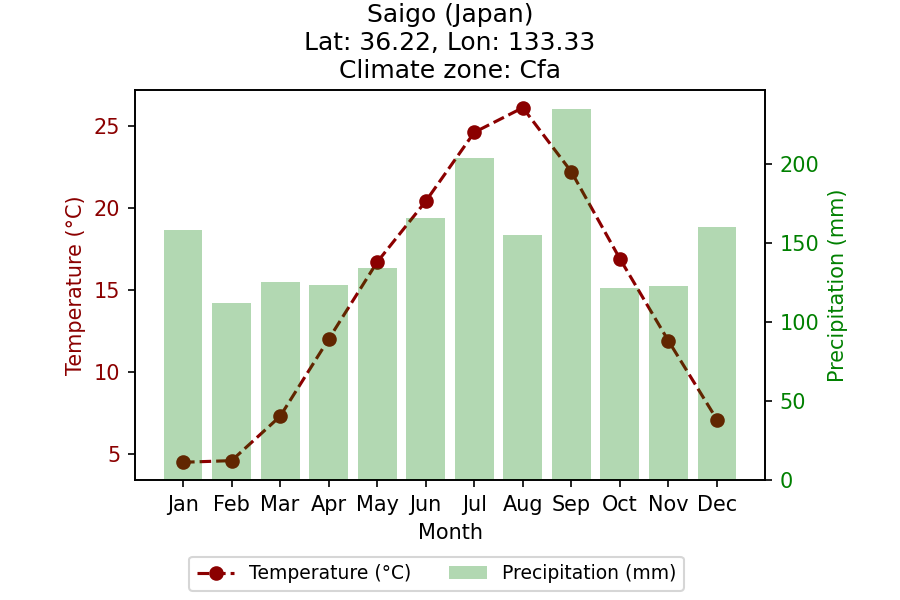 Saigo (Japan)
Lat: 36.22, Lon: 133.33
Climate zone: Cfa
25
20
15
10
5
Temperature (°C)
200
150
100
50
0
Precipitation (mm)
Jan Feb Mar Apr May Jun Jul Aug Sep Oct Nov Dec
Month
Temperature (°C) Precipitation (mm)